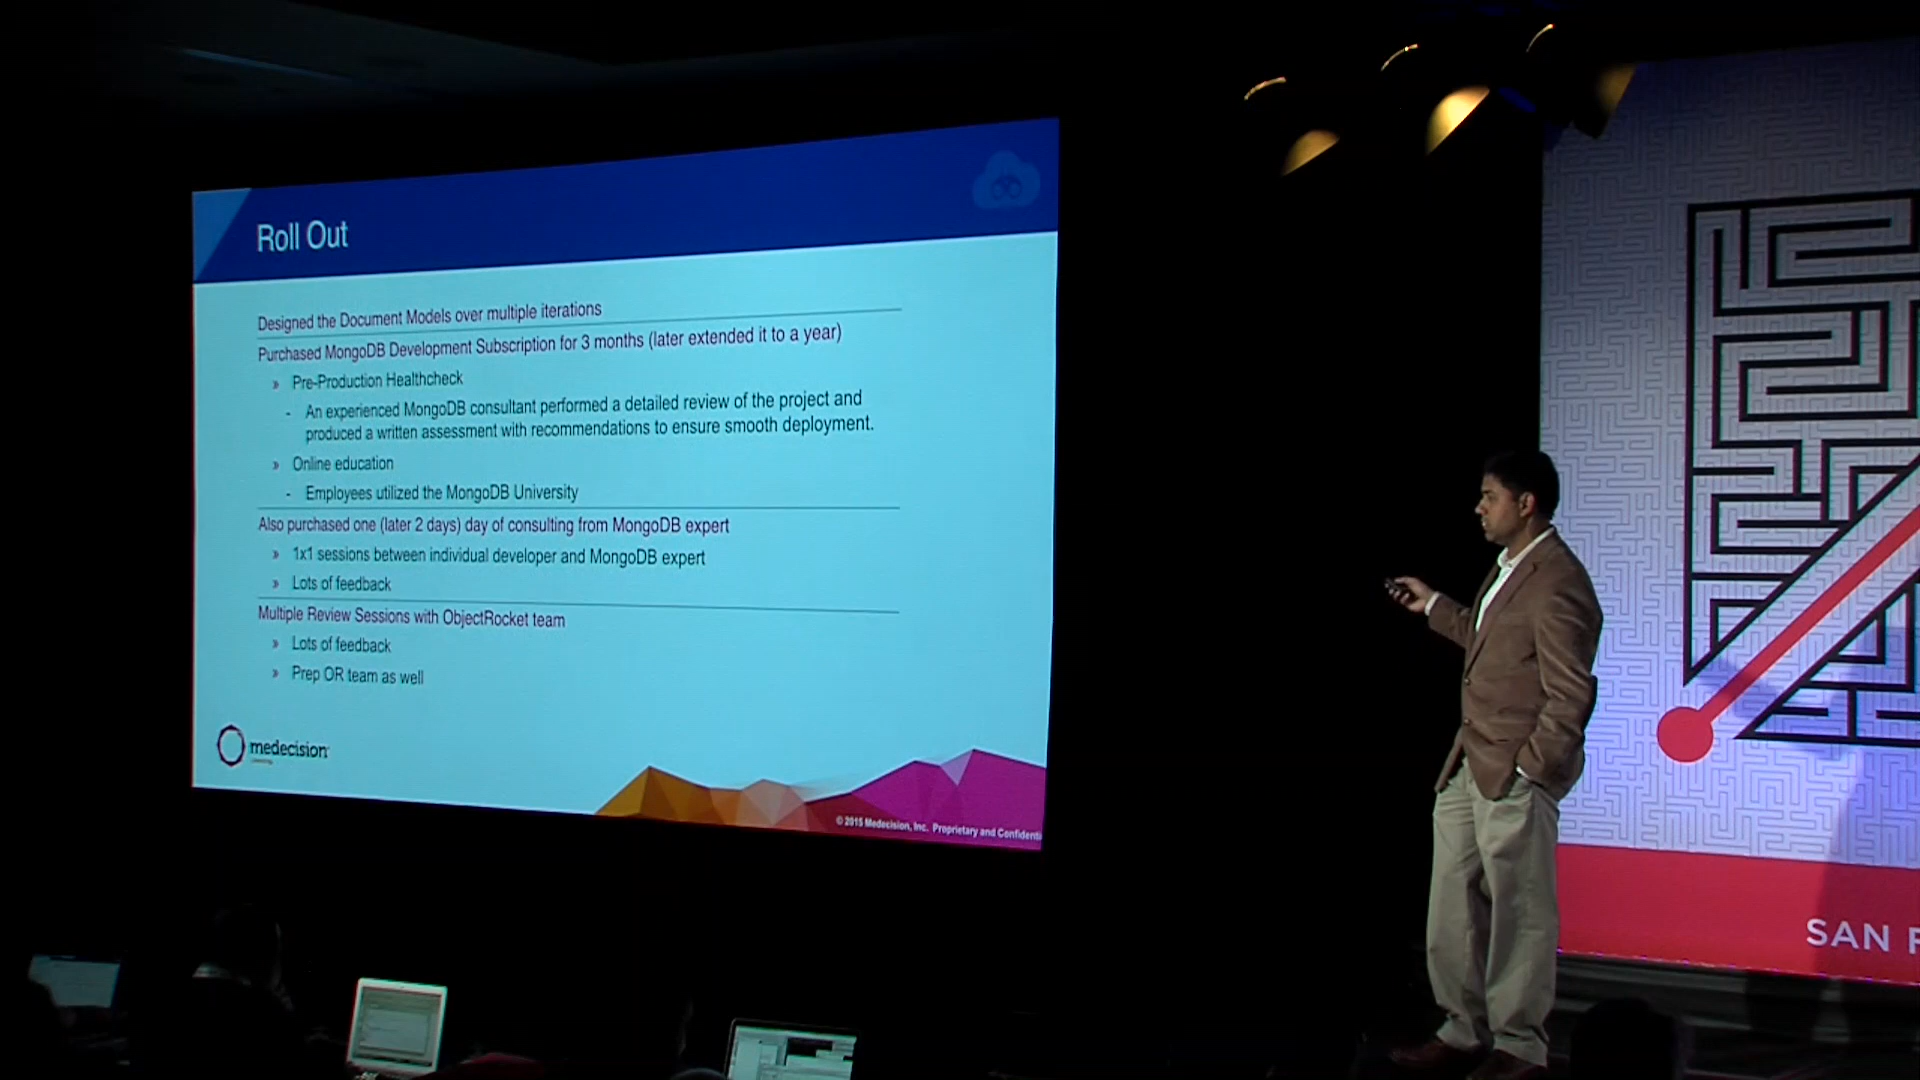 Roll Out
Designed the Document Models over multiple iterations
Purchased MongoDB Development Subscription for 3 months (later extended it to a year)
» Pre-Production Healthcheck
- An experienced MongoDB consultant performed a detailed review of the project and
produced a written assessment with recommendations to ensure smooth deployment.
» Online education
- Employees utilized the MongoDB University
Also purchased one (later 2 days) day of consulting from MongoDB expert
» 1x1 sessions between individual developer and MongoDB expert
» Lots of feedback
Multiple Review Sessions with ObjectRocket team
» Lots of feedback
» Prep OR team as well
medecision
© 2015 Medecision, Inc. Proprietary and Confidenti
SAN